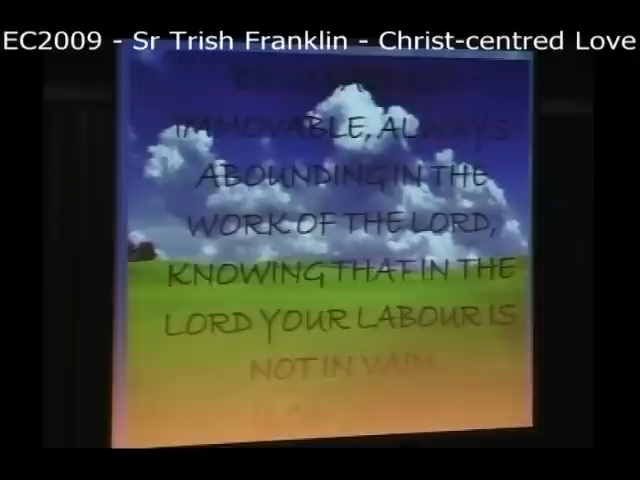 EC2009 - Sr Trish Franklin - Christ-centred Love
IMMOVABLE, ALWAYS
ABOUNDING IN THE
WORK OF THE LORD,
KNOWING THAT IN THE
LORD YOUR LABOUR IS
NOT IN VAIN